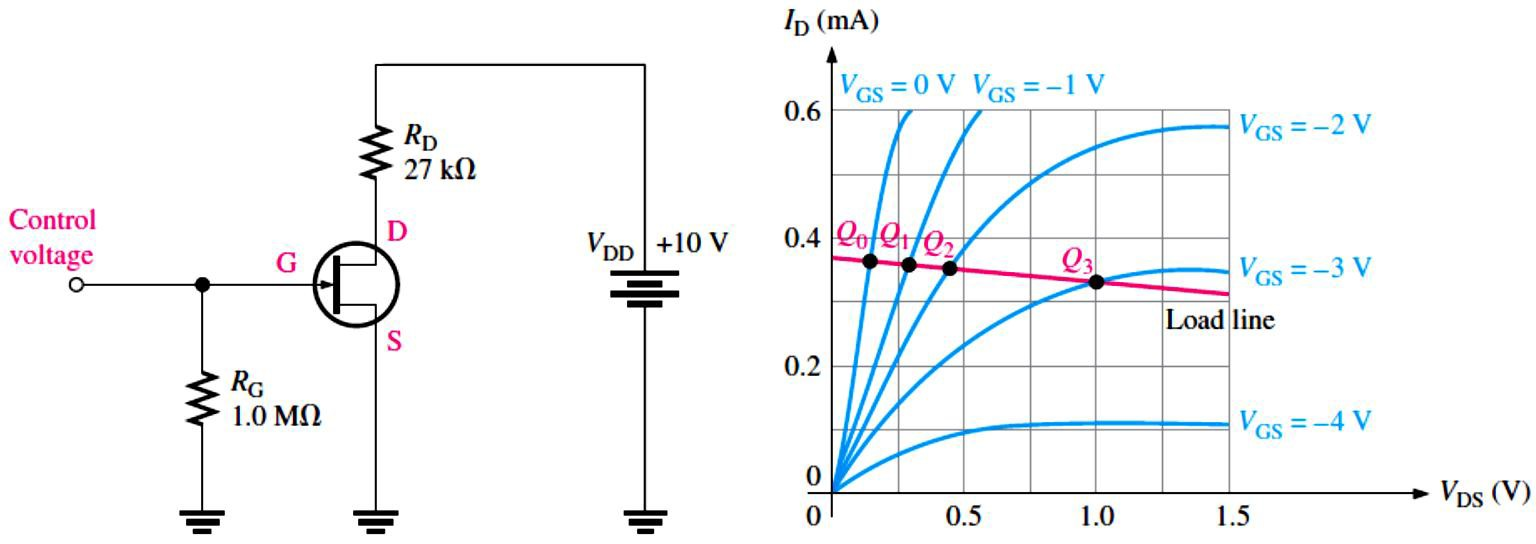 Control
voltage
G
D
S
R_D
27 kΩ
R_G
1.0 MΩ
V_DD
+10 V
I_D (mA)
V_GS = 0 V
V_GS = −1 V
V_GS = −2 V
V_GS = −3 V
V_GS = −4 V
0.6
0.4
0.2
0
0
0.5
1.0
1.5
Q_0
Q_1
Q_2
Q_3
Load line
V_DS (V)